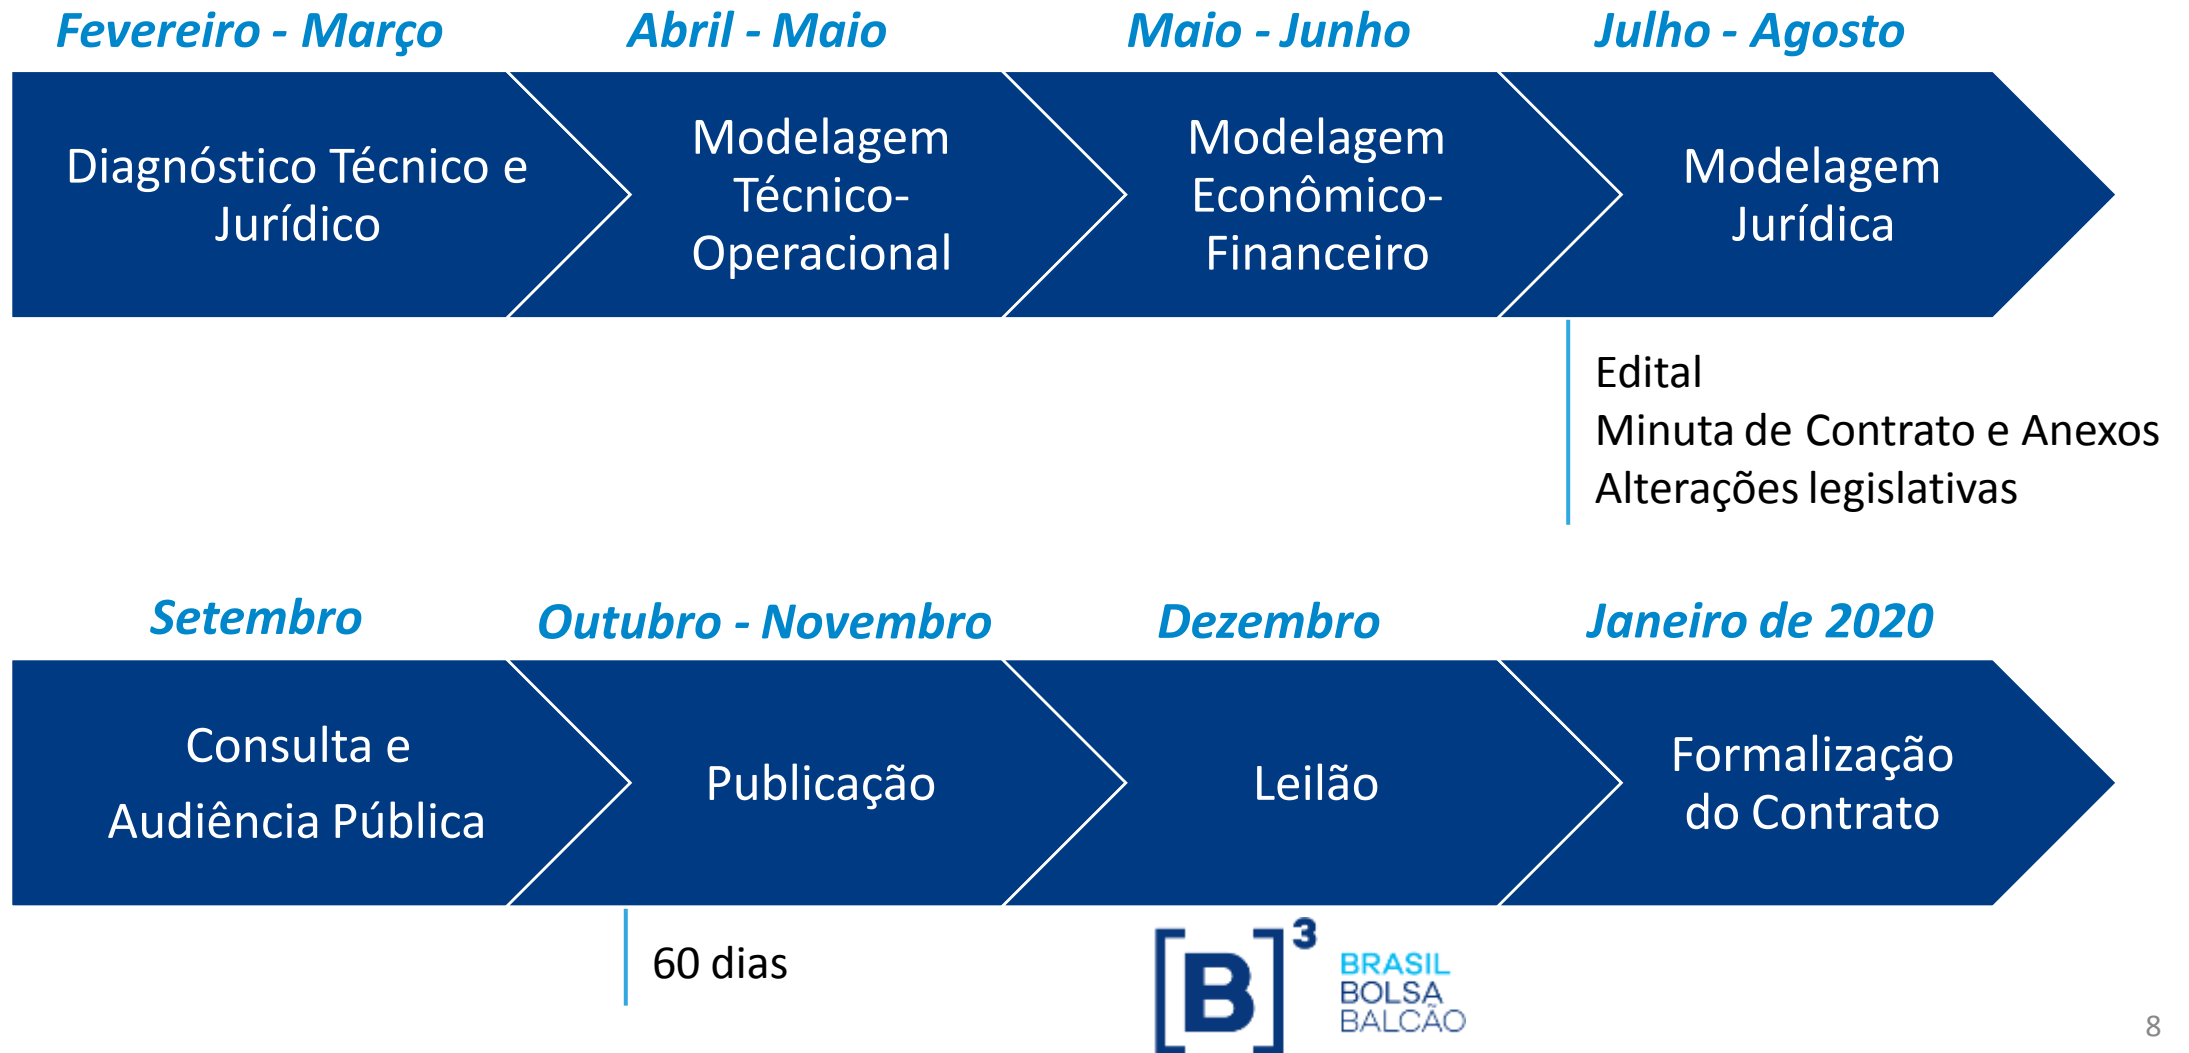 Fevereiro - Março
Abril - Maio
Maio - Junho
Julho - Agosto
Diagnóstico Técnico e
Jurídico
Modelagem
Técnico-
Operacional
Modelagem
Econômico-
Financeiro
Modelagem
Jurídica
Edital
Minuta de Contrato e Anexos
Alterações legislativas
Setembro
Outubro - Novembro
Dezembro
Janeiro de 2020
Consulta e
Audiência Pública
Publicação
Leilão
Formalização
do Contrato
60 dias
[B]³
BRASIL
BOLSA
BALCÃO
8